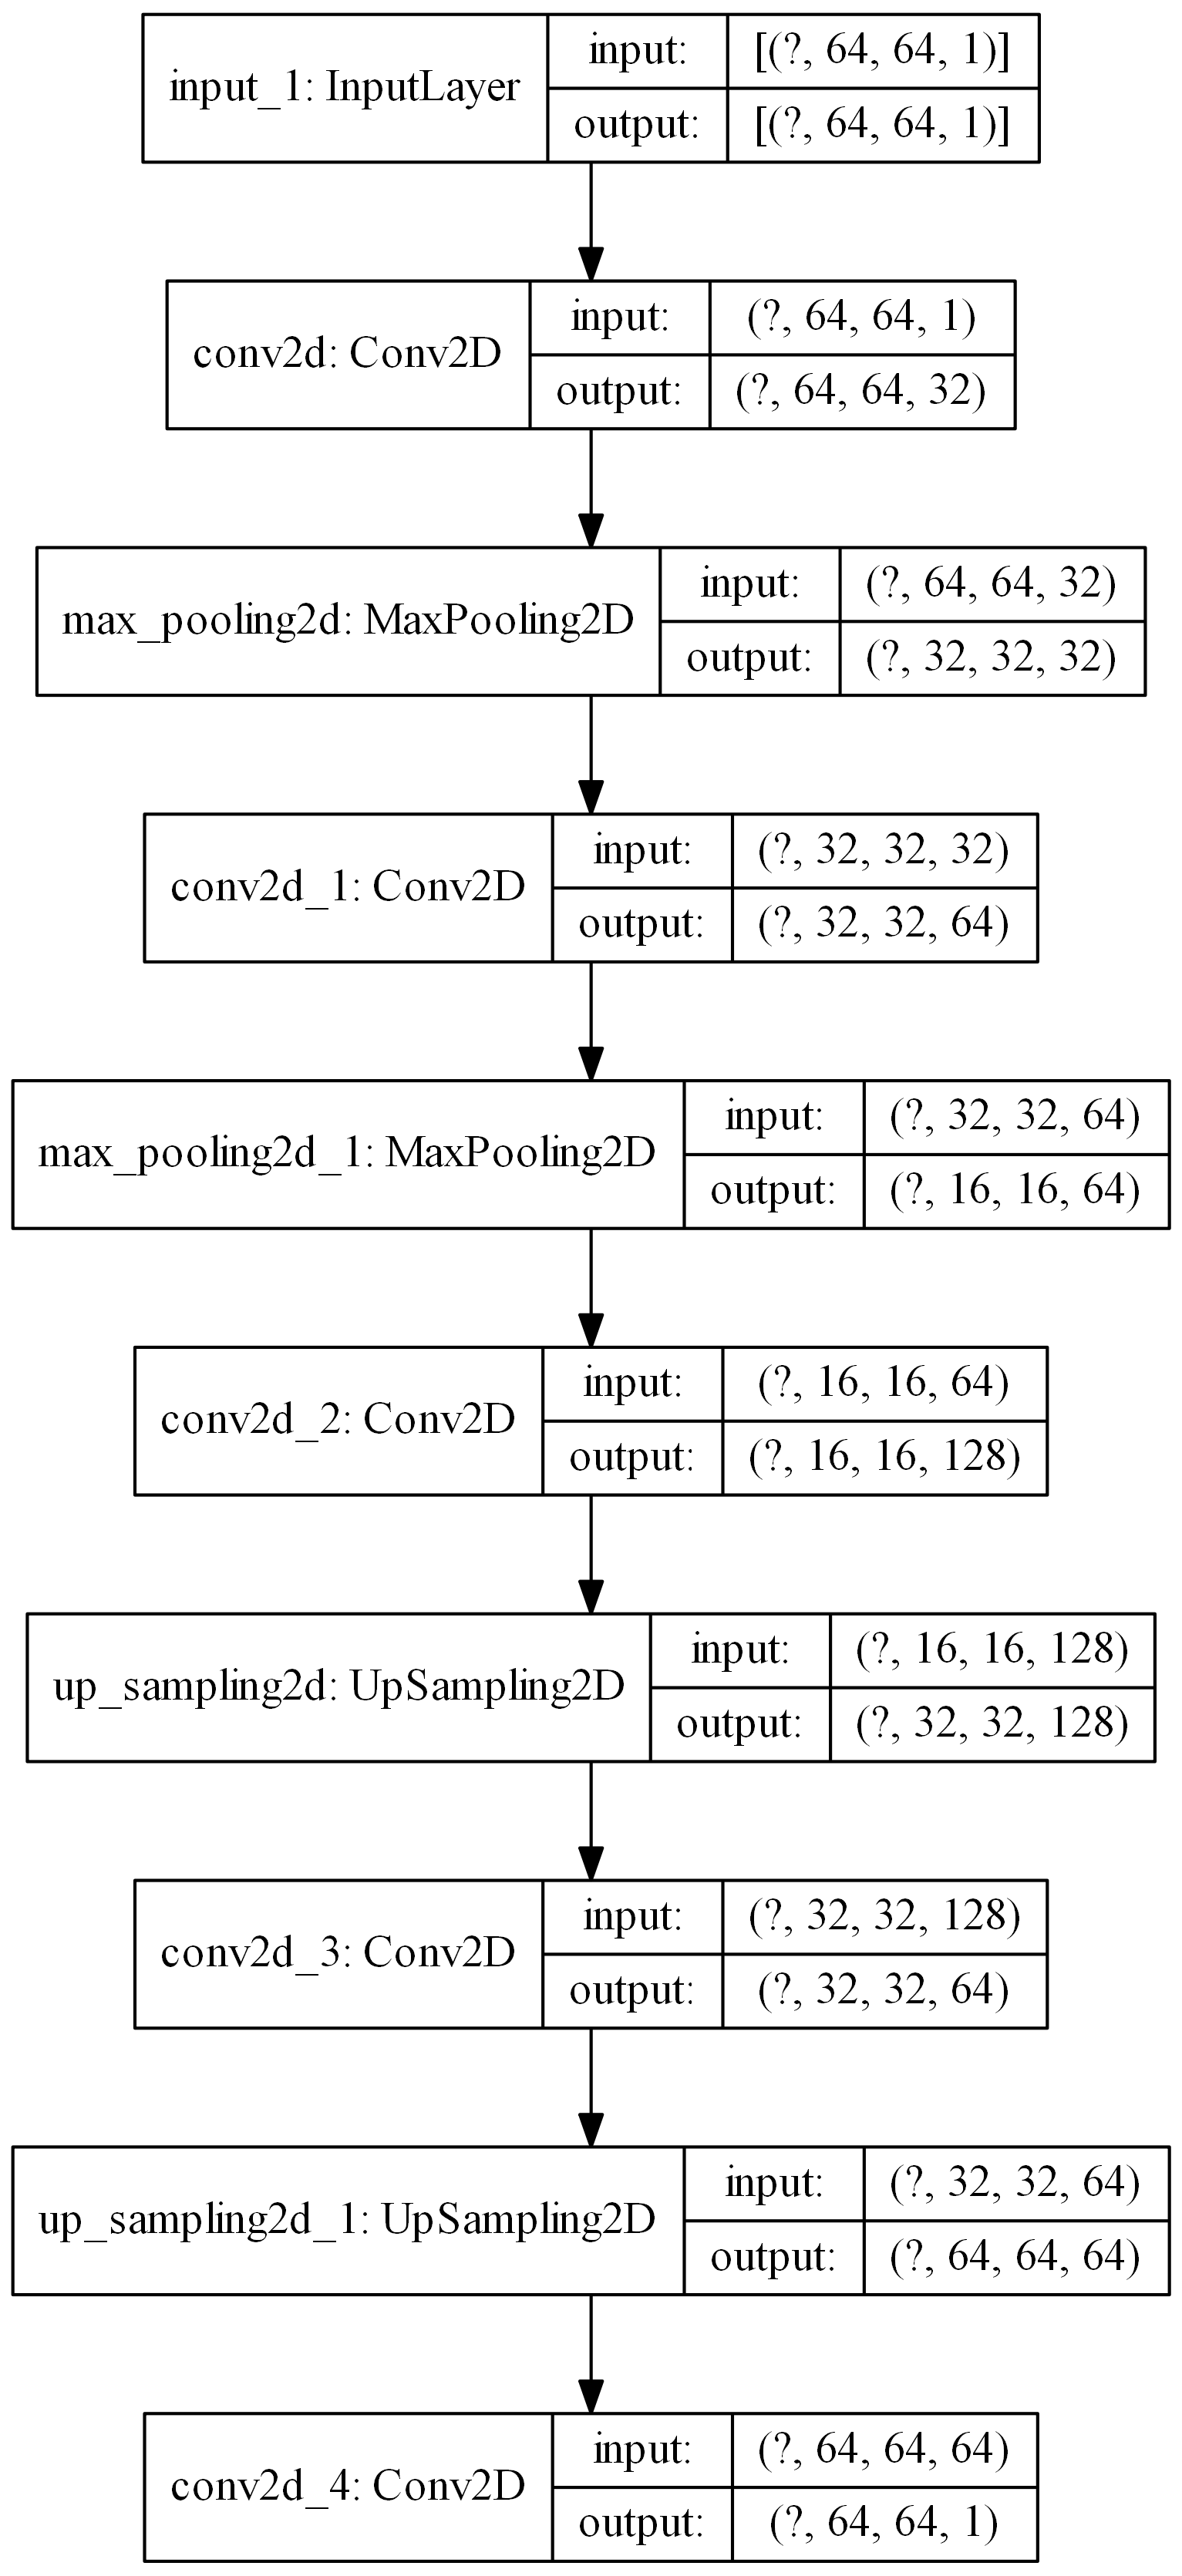 input_1: InputLayer
input: [(?, 64, 64, 1)]
output: [(?, 64, 64, 1)]
conv2d: Conv2D
input: (?, 64, 64, 1)
output: (?, 64, 64, 32)
max_pooling2d: MaxPooling2D
input: (?, 64, 64, 32)
output: (?, 32, 32, 32)
conv2d_1: Conv2D
input: (?, 32, 32, 32)
output: (?, 32, 32, 64)
max_pooling2d_1: MaxPooling2D
input: (?, 32, 32, 64)
output: (?, 16, 16, 64)
conv2d_2: Conv2D
input: (?, 16, 16, 64)
output: (?, 16, 16, 128)
up_sampling2d: UpSampling2D
input: (?, 16, 16, 128)
output: (?, 32, 32, 128)
conv2d_3: Conv2D
input: (?, 32, 32, 128)
output: (?, 32, 32, 64)
up_sampling2d_1: UpSampling2D
input: (?, 32, 32, 64)
output: (?, 64, 64, 64)
conv2d_4: Conv2D
input: (?, 64, 64, 64)
output: (?, 64, 64, 1)